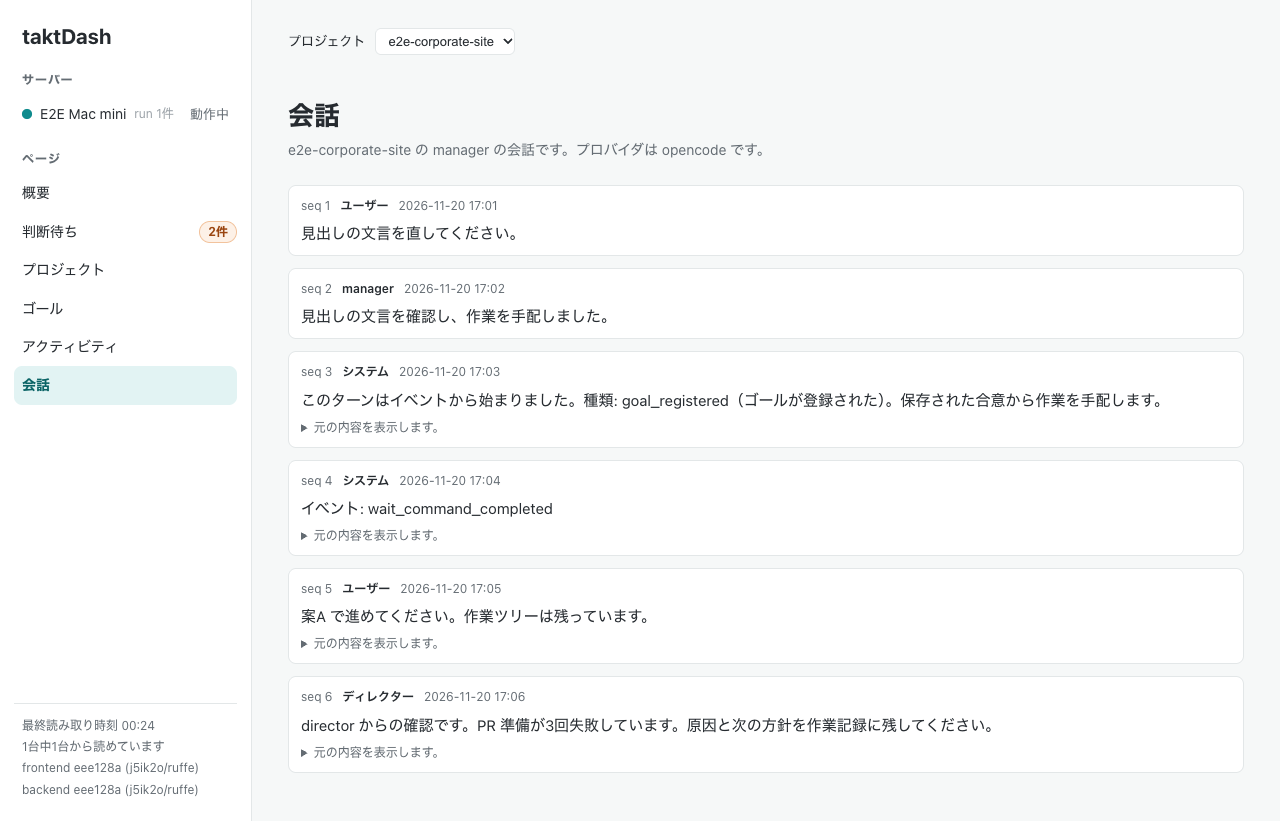 taktDash
サーバー
E2E Mac mini run 1件 動作中
ページ
概要
判断待ち 2件
プロジェクト
ゴール
アクティビティ
会話
最終読み取り時刻 00:24
1台中1台から読めています
frontend eee128a (j5ik2o/ruffe)
backend eee128a (j5ik2o/ruffe)
プロジェクト e2e-corporate-site
会話
e2e-corporate-site の manager の会話です。プロバイダは opencode です。
seq 1 ユーザー 2026-11-20 17:01
見出しの文言を直してください。
seq 2 manager 2026-11-20 17:02
見出しの文言を確認し、作業を手配しました。
seq 3 システム 2026-11-20 17:03
このターンはイベントから始まりました。種類: goal_registered（ゴールが登録された）。保存された合意から作業を手配します。
元の内容を表示します。
seq 4 システム 2026-11-20 17:04
イベント: wait_command_completed
元の内容を表示します。
seq 5 ユーザー 2026-11-20 17:05
案A で進めてください。作業ツリーは残っています。
元の内容を表示します。
seq 6 ディレクター 2026-11-20 17:06
director からの確認です。PR 準備が3回失敗しています。原因と次の方針を作業記録に残してください。
元の内容を表示します。